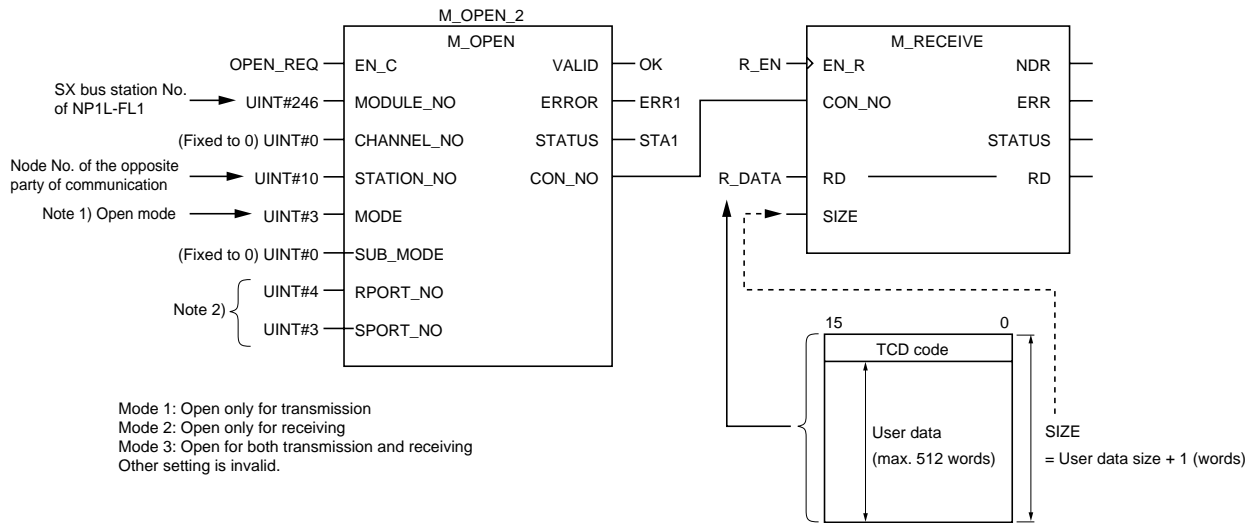 M_OPEN_2
M_OPEN
OPEN_REQ EN_C VALID OK
SX bus station No.
of NP1L-FL1
UINT#246 MODULE_NO ERROR ERR1
(Fixed to 0) UINT#0 CHANNEL_NO STATUS STA1
Node No. of the opposite
party of communication
UINT#10 STATION_NO CON_NO
Note 1) Open mode UINT#3 MODE
(Fixed to 0) UINT#0 SUB_MODE
Note 2)
UINT#4 RPORT_NO
UINT#3 SPORT_NO
M_RECEIVE
R_EN EN_R NDR
CON_NO ERR
STATUS
R_DATA RD RD
SIZE
15 0
TCD code
User data
(max. 512 words)
SIZE
= User data size + 1 (words)
Mode 1: Open only for transmission
Mode 2: Open only for receiving
Mode 3: Open for both transmission and receiving
Other setting is invalid.